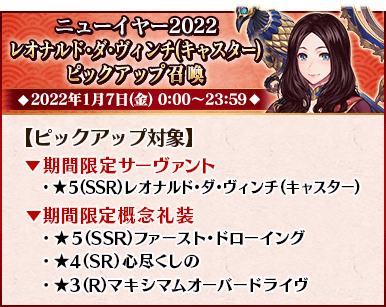 ニューイヤー2022
レオナルド・ダ・ヴィンチ(キャスター)
ピックアップ召喚
◆2022年1月7日(金) 0:00～23:59◆
【ピックアップ対象】
▼期間限定サーヴァント
・★5(SSR)レオナルド・ダ・ヴィンチ(キャスター)
▼期間限定概念礼装
・★5(SSR)ファースト・ドローイング
・★4(SR)心尽くしの
・★3(R)マキシマムオーバードライヴ